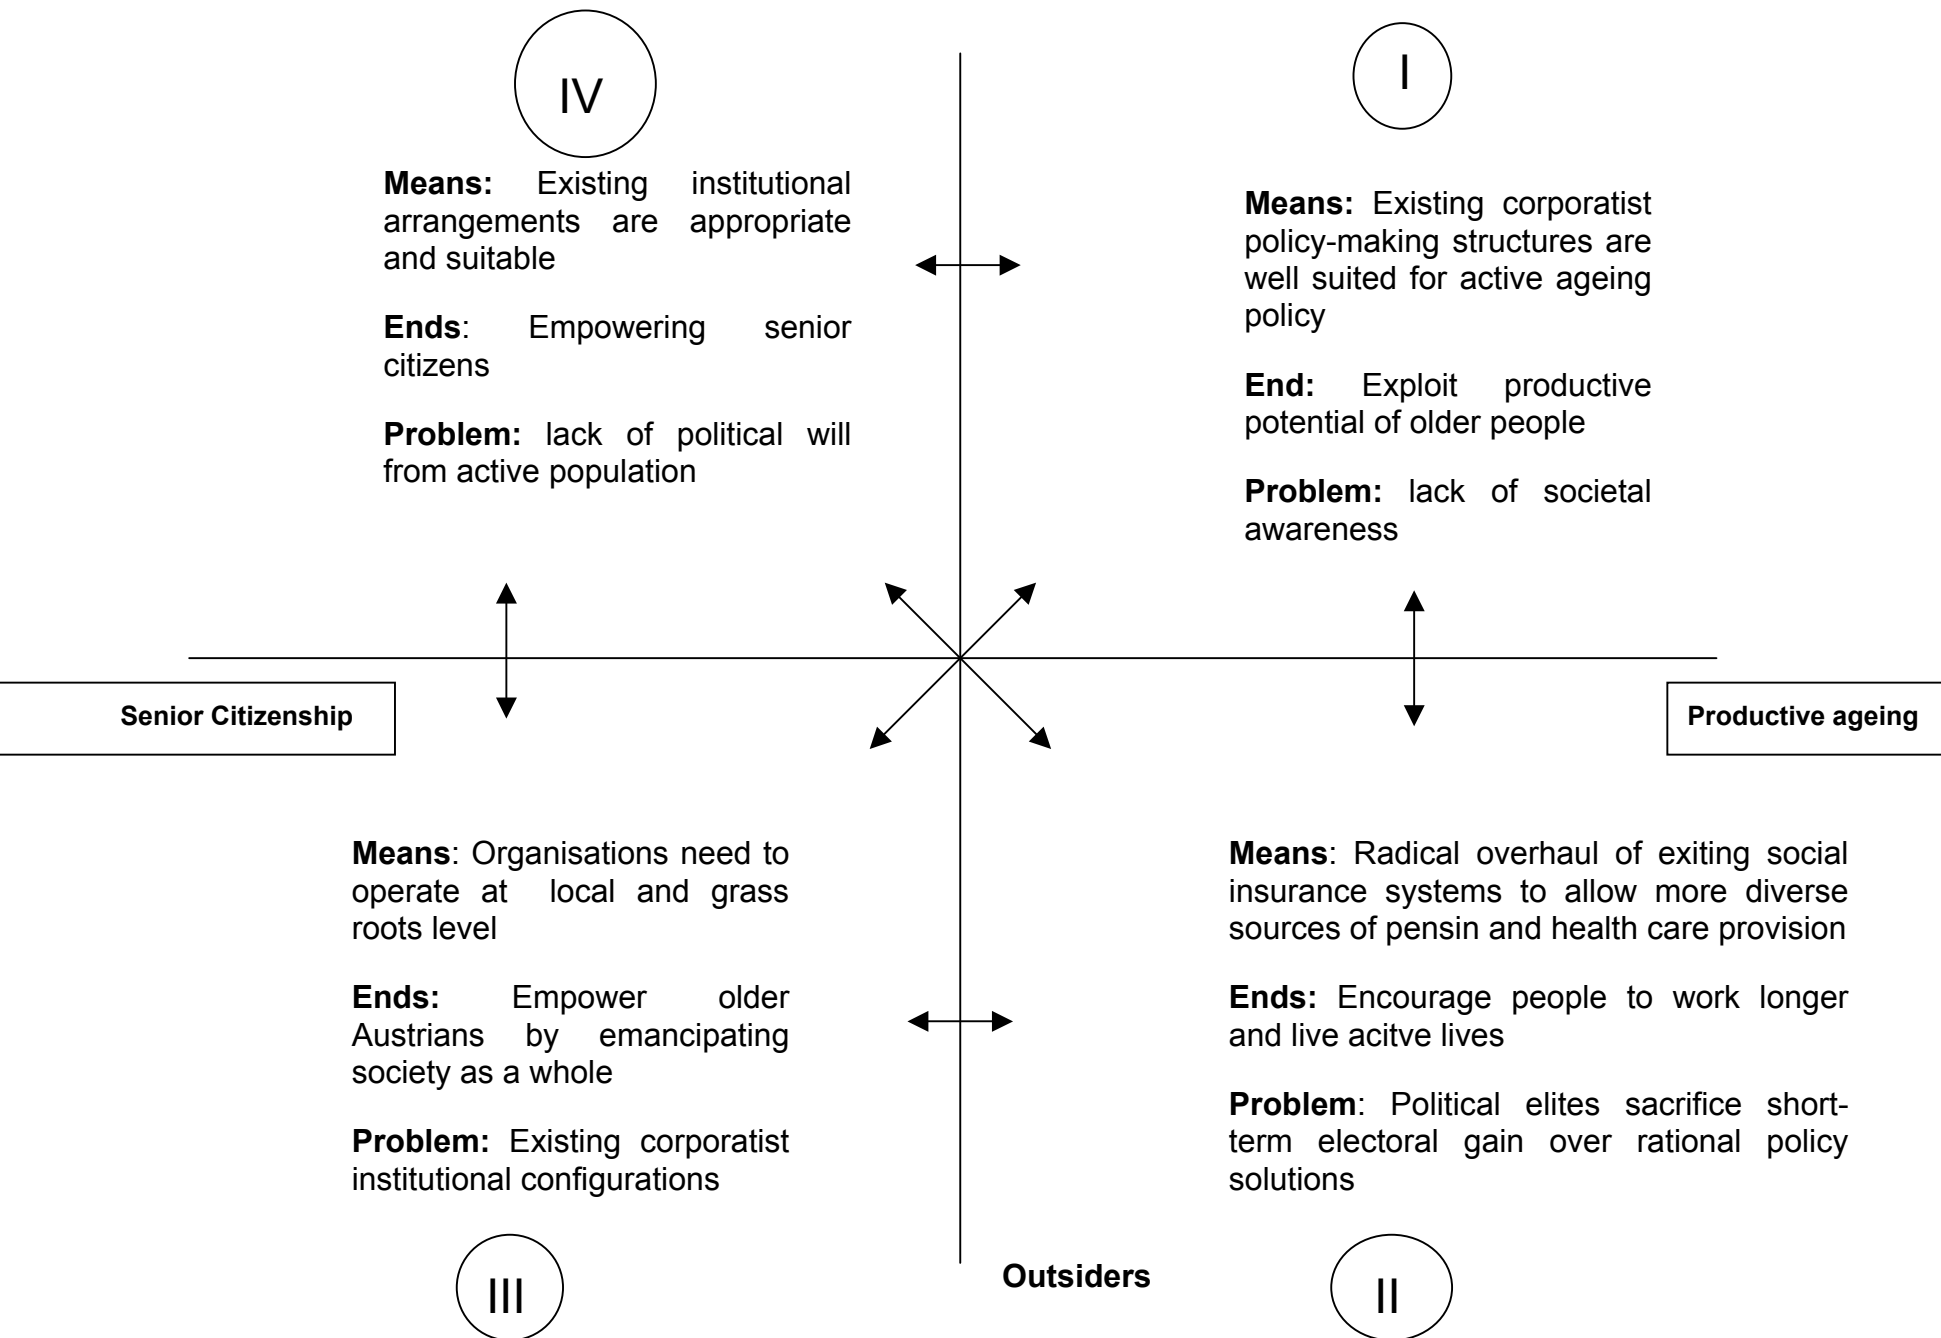 IV
Means: Existing institutional
arrangements are appropriate
and suitable
Ends: Empowering senior
citizens
Problem: lack of political will
from active population
I
Means: Existing corporatist
policy-making structures are
well suited for active ageing
policy
End: Exploit productive
potential of older people
Problem: lack of societal
awareness
Senior Citizenship
Productive ageing
Means: Organisations need to
operate at local and grass
roots level
Ends: Empower older
Austrians by emancipating
society as a whole
Problem: Existing corporatist
institutional configurations
III
Means: Radical overhaul of exiting social
insurance systems to allow more diverse
sources of pensin and health care provision
Ends: Encourage people to work longer
and live acitve lives
Problem: Political elites sacrifice short-
term electoral gain over rational policy
solutions
Outsiders
II